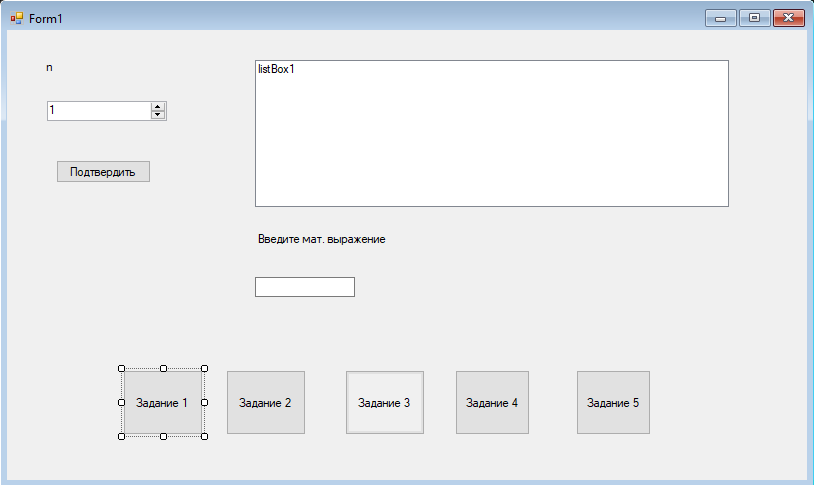 Form1
n
listBox1
1
Подтвердить
Введите мат. выражение
Задание 1
Задание 2
Задание 3
Задание 4
Задание 5